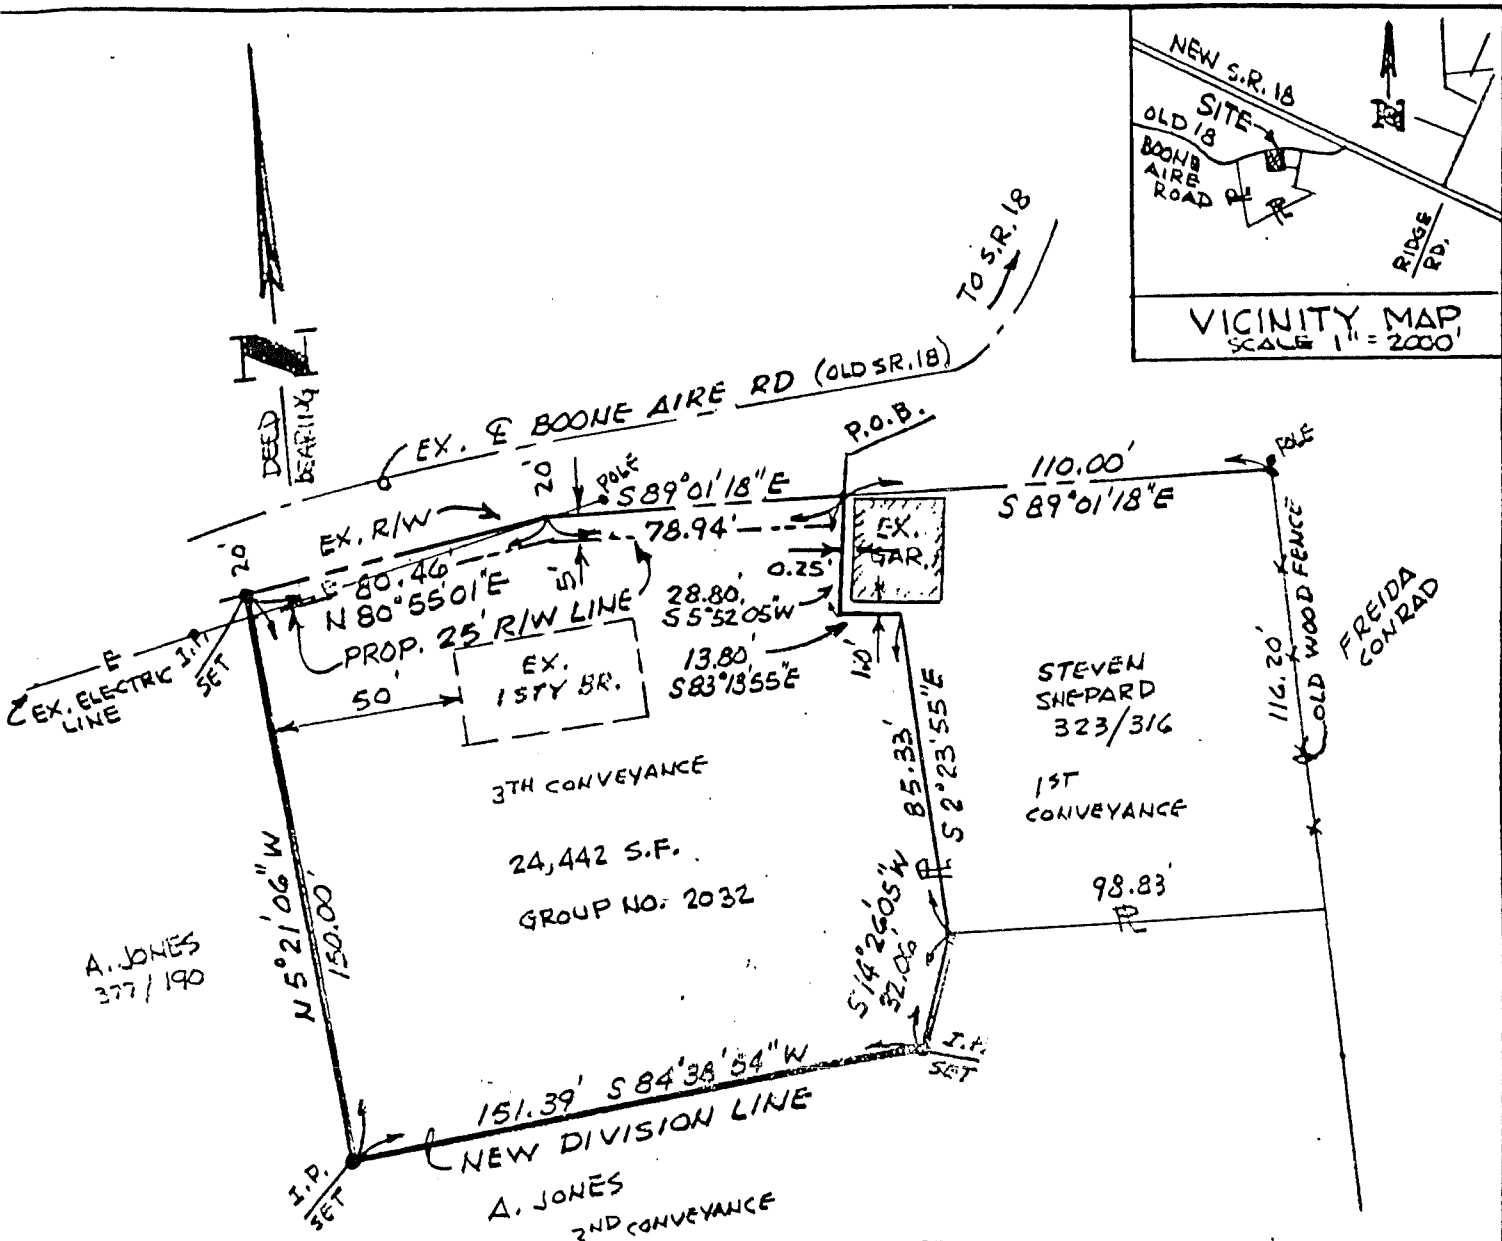 NEW S.R. 18
SITE
OLD 18
BOONE
AIRE
ROAD
RIDGE
RD.
VICINITY MAP
SCALE 1" = 2000'
N
DEED
BEARING
TO S.R. 18
EX. ℄ BOONE AIRE RD (OLD S.R. 18)
P.O.B.
POLE
110.00'
S 89°01'18"E
20'
POLE
S 89°01'18"E
78.94'
EX. R/W
20'
80.46'
N 80°55'01"E
5'
EX.
GAR.
0.25'
28.80'
S 5°52'05"W
PROP. 25' R/W LINE
13.80'
S 83°13'55"E
1.0'
E
E
I.P.
SET
EX. ELECTRIC
LINE
50'
EX.
1 STY BR.
OLD WOOD FENCE
116.20'
FREIDA
CONRAD
STEVEN
SHEPARD
323/316
1ST
CONVEYANCE
85.33'
S 2°23'55"E
3TH CONVEYANCE
24,442 S.F.
GROUP NO. 2032
98.83'
N 5°21'06"W
150.00'
A. JONES
377/190
S 14°26'05"W
32.06'
I.P.
SET
151.39' S 84°38'54"W
NEW DIVISION LINE
I.P.
SET
A. JONES
2ND CONVEYANCE